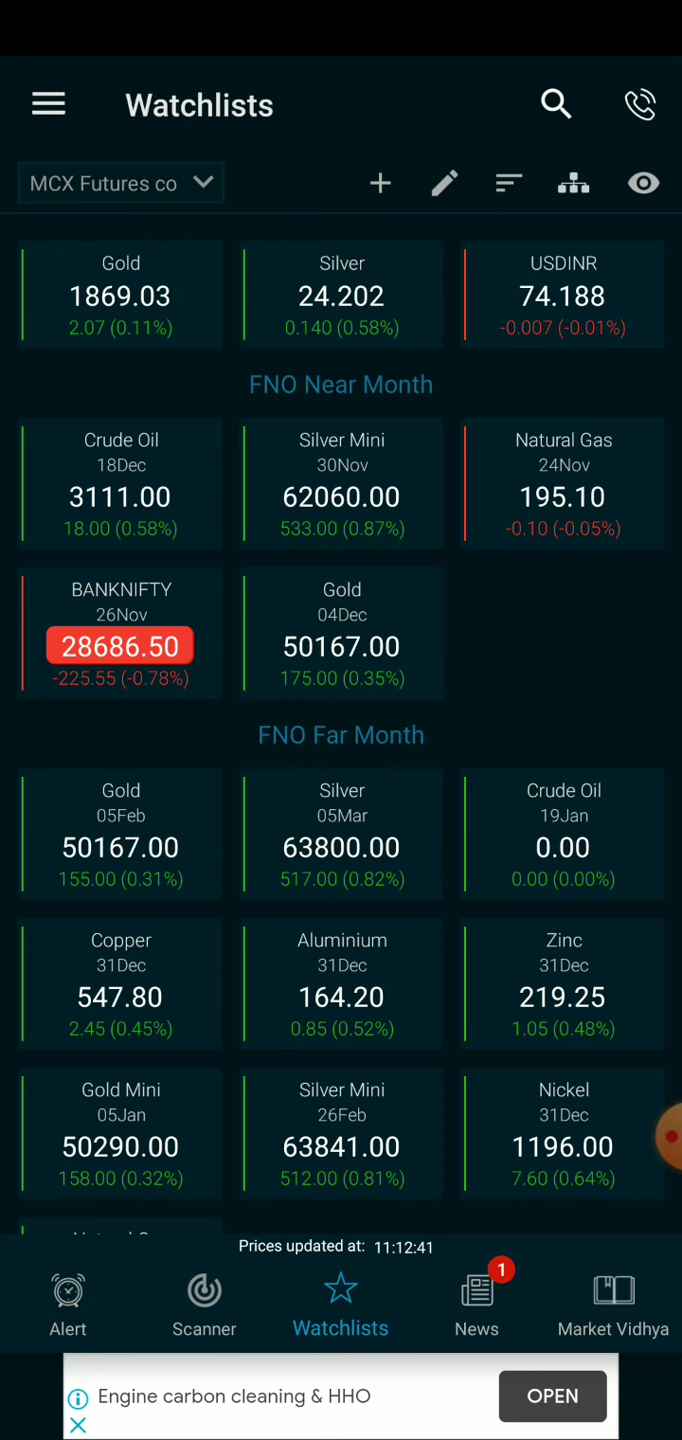 Watchlists
MCX Futures co
Gold Silver USDINR
1869.03 24.202 74.188
2.07 (0.11%) 0.140 (0.58%) -0.007 (-0.01%)
FNO Near Month
Crude Oil Silver Mini Natural Gas
18Dec 30Nov 24Nov
3111.00 62060.00 195.10
18.00 (0.58%) 533.00 (0.87%) -0.10 (-0.05%)
BANKNIFTY Gold
26Nov 04Dec
28686.50 50167.00
-225.55 (-0.78%) 175.00 (0.35%)
FNO Far Month
Gold Silver Crude Oil
05Feb 05Mar 19Jan
50167.00 63800.00 0.00
155.00 (0.31%) 517.00 (0.82%) 0.00 (0.00%)
Copper Aluminium Zinc
31Dec 31Dec 31Dec
547.80 164.20 219.25
2.45 (0.45%) 0.85 (0.52%) 1.05 (0.48%)
Gold Mini Silver Mini Nickel
05Jan 26Feb 31Dec
50290.00 63841.00 1196.00
158.00 (0.32%) 512.00 (0.81%) 7.60 (0.64%)
Prices updated at: 11:12:41
1
Alert Scanner Watchlists News Market Vidhya
Engine carbon cleaning & HHO OPEN